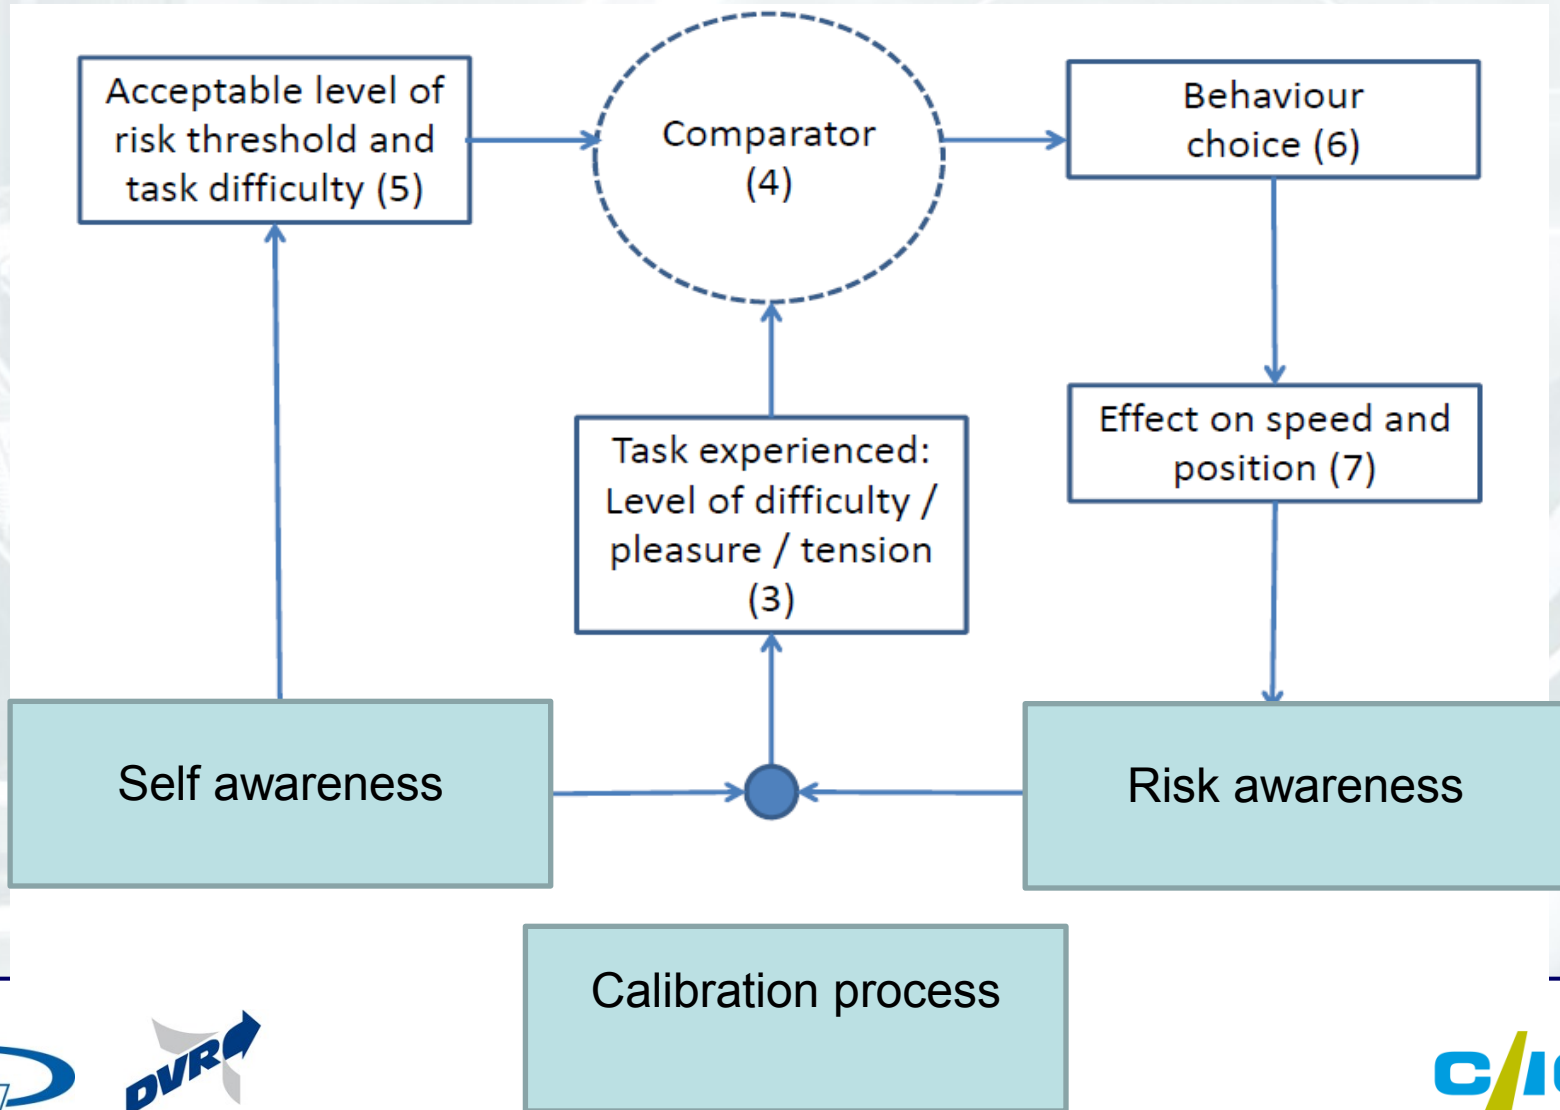 Acceptable level of
risk threshold and
task difficulty (5)
Comparator
(4)
Behaviour
choice (6)
Task experienced:
Level of difficulty /
pleasure / tension
(3)
Effect on speed and
position (7)
Self awareness
Risk awareness
Calibration process
DVR